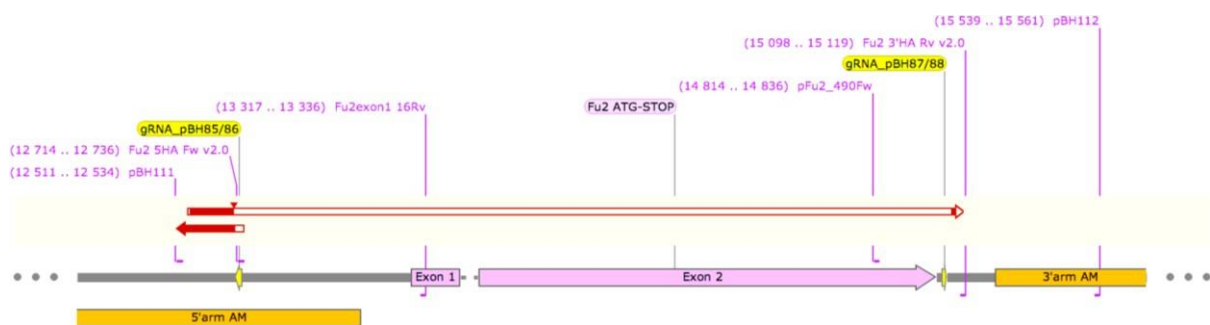 (15 539 .. 15 561) pBH112
(15 098 .. 15 119) Fu2 3'HA Rv v2.0
gRNA_pBH87/88
(14 814 .. 14 836) pFu2_490Fw
(13 317 .. 13 336) Fu2exon1 16Rv
Fu2 ATG-STOP
gRNA_pBH85/86
(12 714 .. 12 736) Fu2 5HA Fw v2.0
(12 511 .. 12 534) pBH111
Exon 1
Exon 2
3'arm AM
5'arm AM